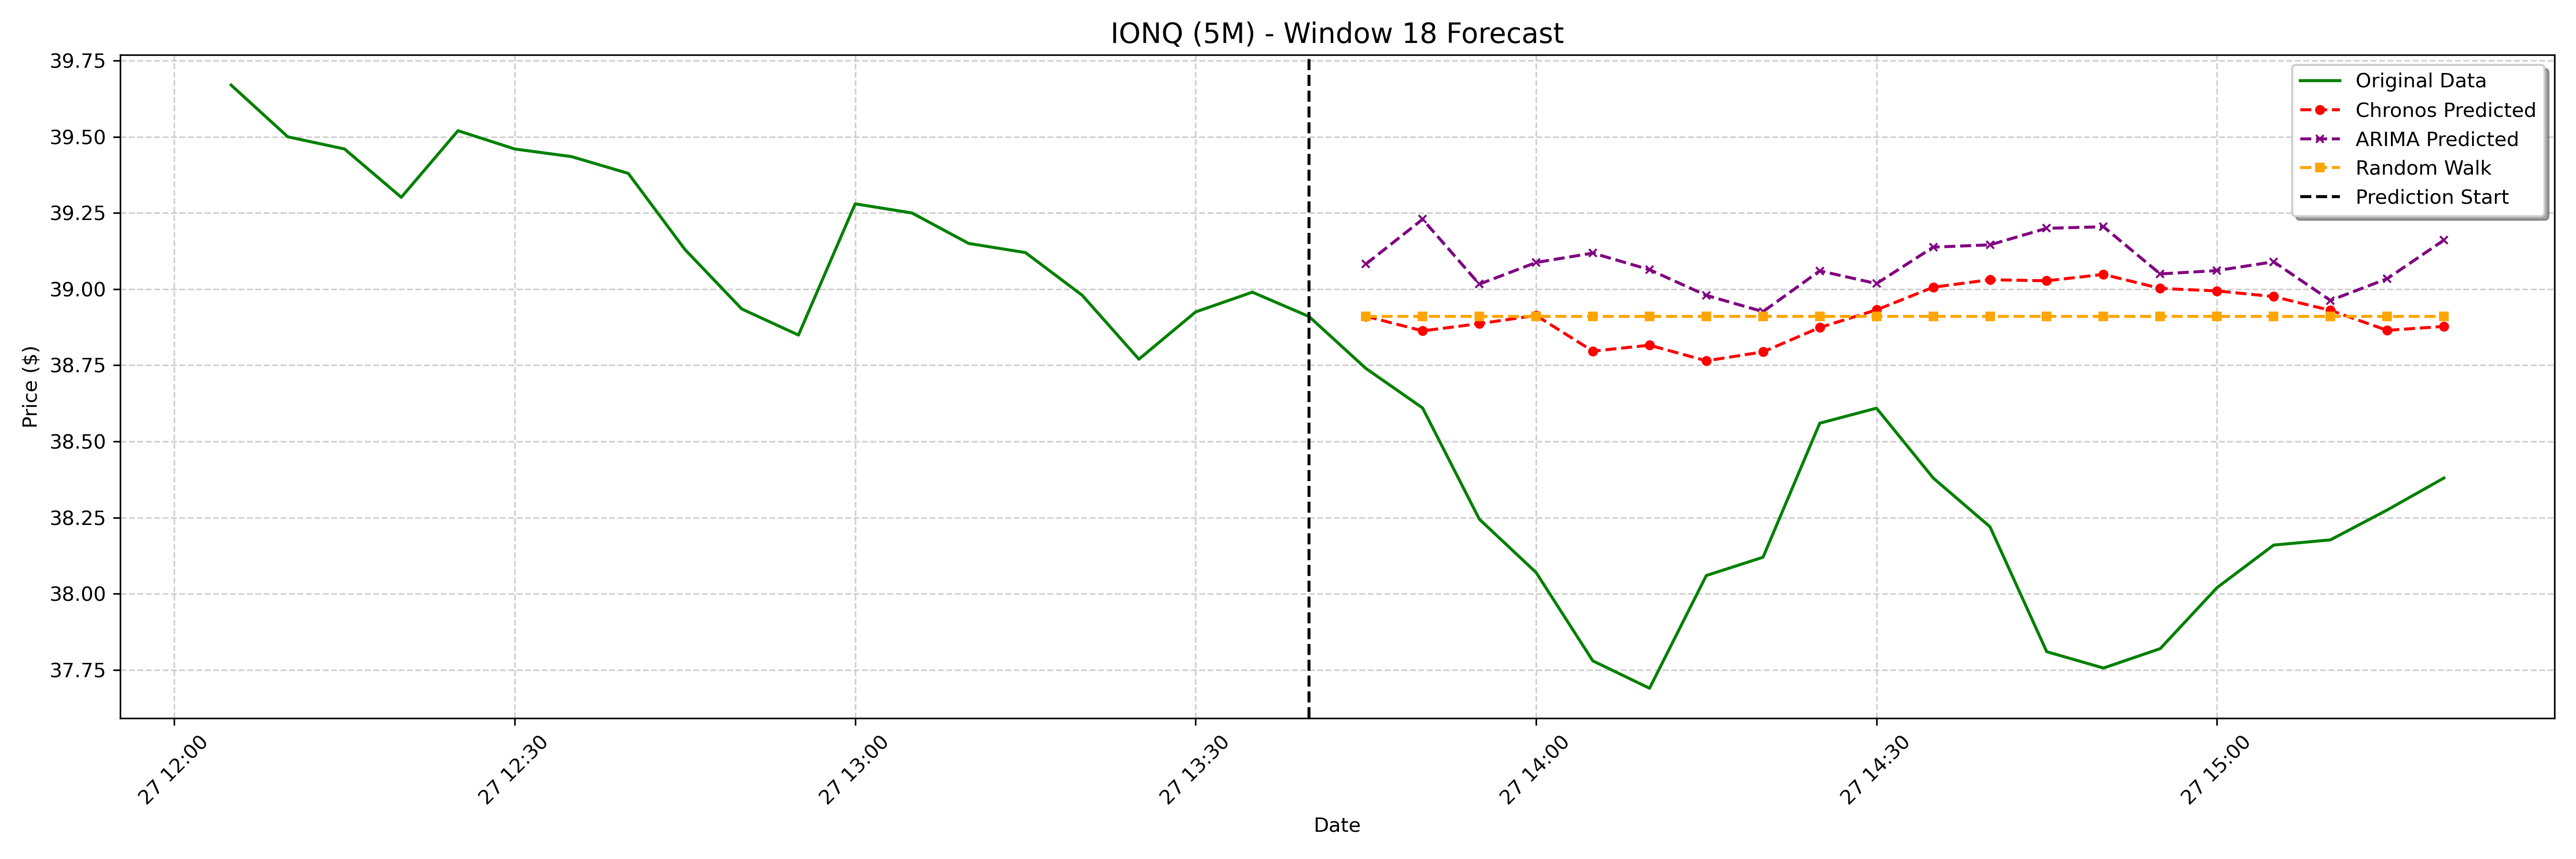 IONQ (5M) - Window 18 Forecast
Price ($)
39.75
39.50
39.25
39.00
38.75
38.50
38.25
38.00
37.75
Original Data
Chronos Predicted
ARIMA Predicted
Random Walk
Prediction Start
27 12:00
27 12:30
27 13:00
27 13:30
27 14:00
27 14:30
27 15:00
Date